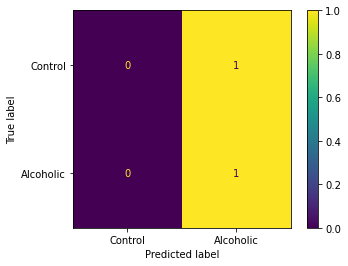 1.0
Control 0 1
0.8
0.6
True label
0.4
Alcoholic 0 1
0.2
0.0
Control Alcoholic
Predicted label